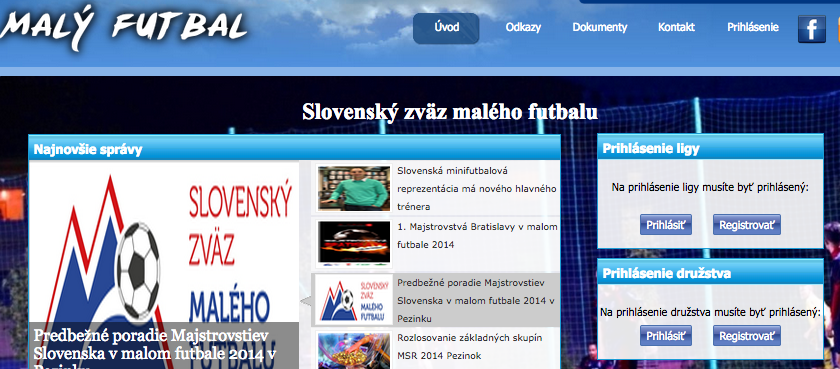 MALÝ FUTBAL
Úvod
Odkazy
Dokumenty
Kontakt
Prihlásenie
f
Slovenský zväz malého futbalu
Najnovšie správy
SLOVENSKÝ
ZVÄZ
MALÉHO
FUTBALU
Predbežné poradie Majstrovstiev
Slovenska v malom futbale 2014 v
Pezinku
Slovenská minifutbalová
reprezentácia má nového hlavného
trénera
1. Majstrovstvá Bratislavy v malom
futbale 2014
SLOVENSKÝ
ZVÄZ
MALÉHO
FUTBALU
Predbežné poradie Majstrovstiev
Slovenska v malom futbale 2014 v
Pezinku
Rozlosovanie základných skupín
MSR 2014 Pezinok
Prihlásenie ligy
Na prihlásenie ligy musíte byť prihlásený:
Prihlásiť
Registrovať
Prihlásenie družstva
Na prihlásenie družstva musíte byť prihlásený:
Prihlásiť
Registrovať